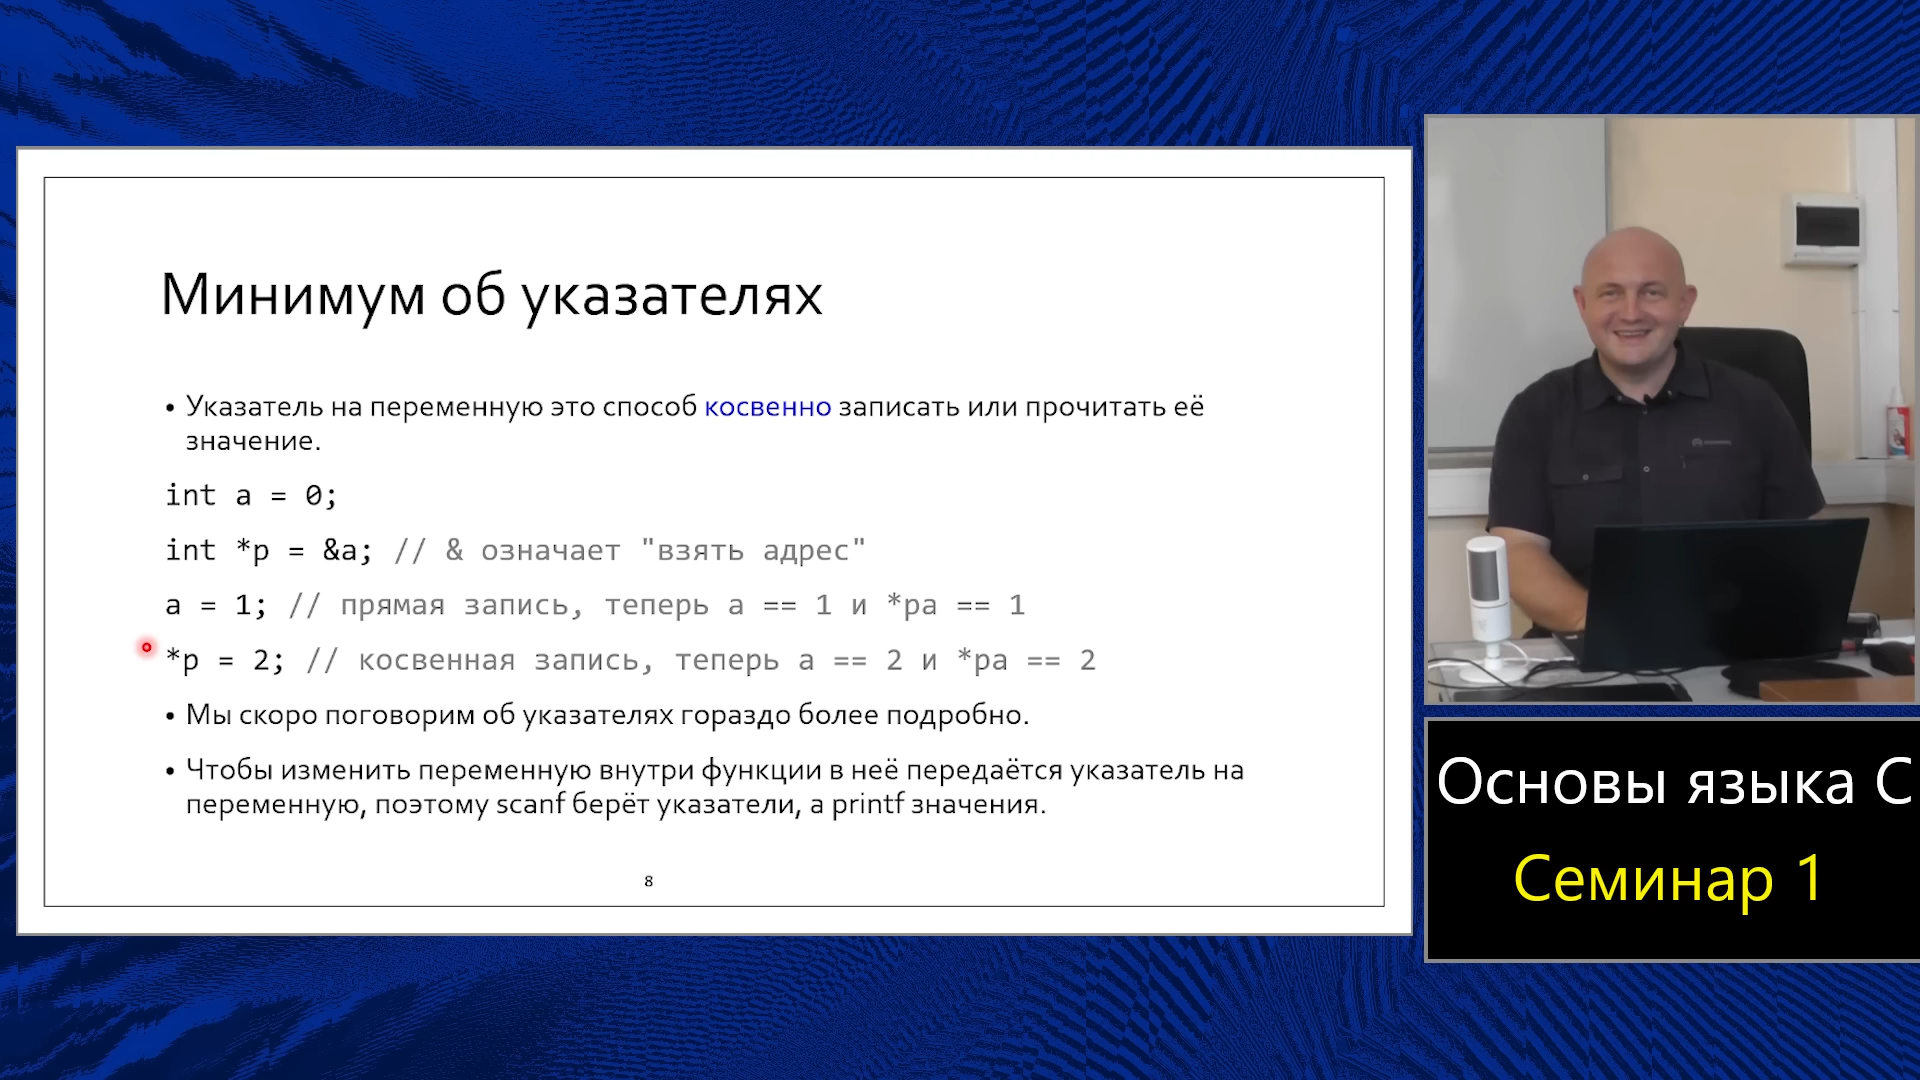 Минимум об указателях
• Указатель на переменную это способ косвенно записать или прочитать её
значение.
int a = 0;
int *p = &a; // & означает "взять адрес"
a = 1; // прямая запись, теперь a == 1 и *pa == 1
*p = 2; // косвенная запись, теперь a == 2 и *pa == 2
• Мы скоро поговорим об указателях гораздо более подробно.
• Чтобы изменить переменную внутри функции в неё передаётся указатель на
переменную, поэтому scanf берёт указатели, а printf значения.
8
Основы языка C
Семинар 1